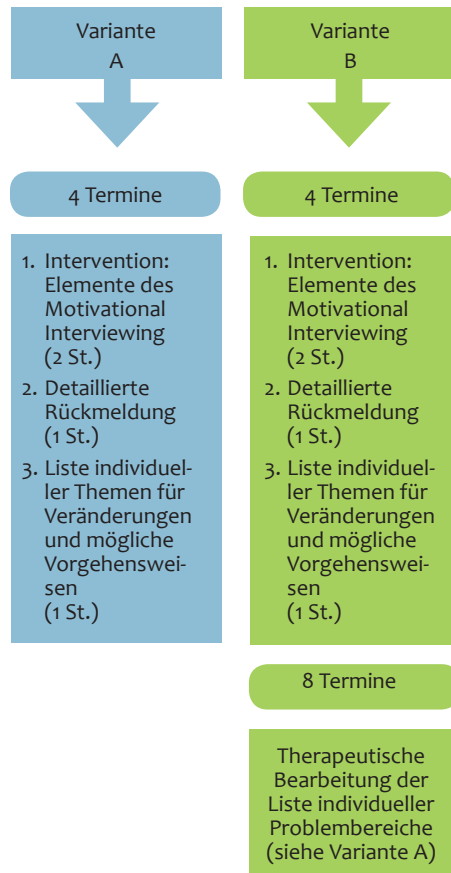 Variante
A
4 Termine
1. Intervention:
Elemente des
Motivational
Interviewing
(2 St.)
2. Detaillierte
Rückmeldung
(1 St.)
3. Liste individuel-
ler Themen für
Veränderungen
und mögliche
Vorgehenswei-
sen
(1 St.)
Variante
B
4 Termine
1. Intervention:
Elemente des
Motivational
Interviewing
(2 St.)
2. Detaillierte
Rückmeldung
(1 St.)
3. Liste individuel-
ler Themen für
Veränderungen
und mögliche
Vorgehenswei-
sen
(1 St.)
8 Termine
Therapeutische
Bearbeitung der
Liste individueller
Problembereiche
(siehe Variante A)